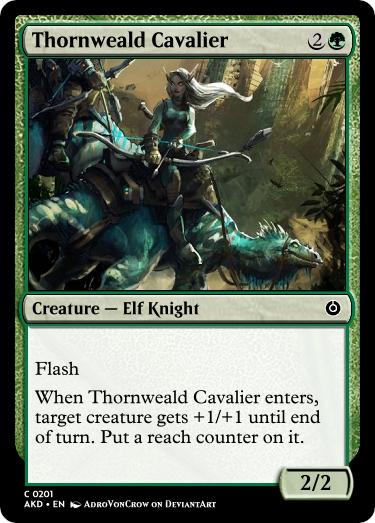 Thornweald Cavalier 2
Creature — Elf Knight
Flash
When Thornweald Cavalier enters,
target creature gets +1/+1 until end
of turn. Put a reach counter on it.
2/2
C 0201
AKD • EN AdroVonCrow on DeviantArt